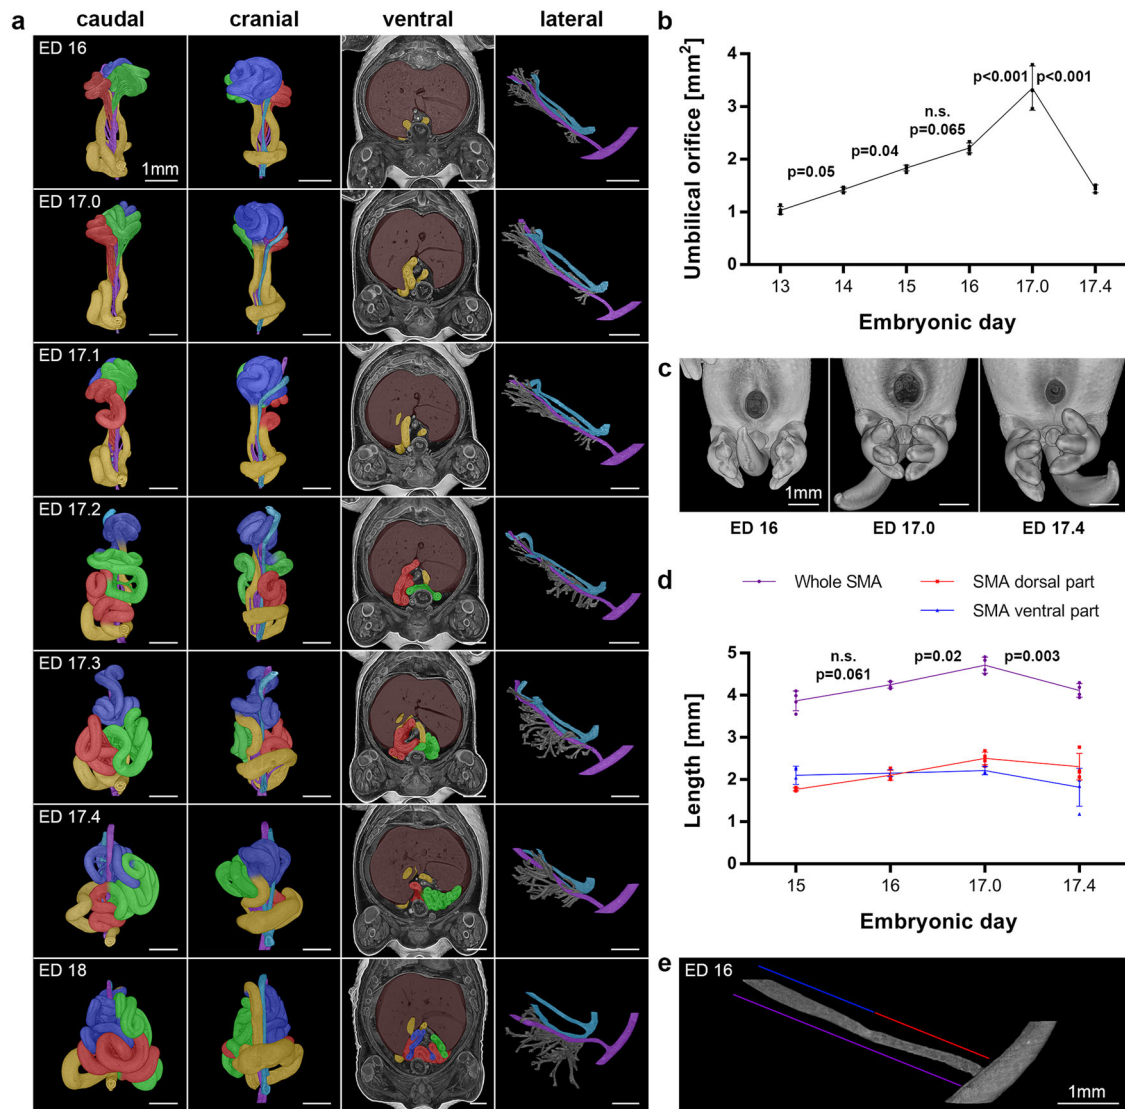 a
caudal cranial ventral lateral
ED 16
1mm
ED 17.0
ED 17.1
ED 17.2
ED 17.3
ED 17.4
ED 18
b
Umbilical orifice [mm²]
4
3
2
1
0
p=0.05
p=0.04
n.s.
p=0.065
p<0.001 p<0.001
13 14 15 16 17.0 17.4
Embryonic day
c
1mm
ED 16 ED 17.0 ED 17.4
d
Whole SMA SMA dorsal part
SMA ventral part
Length [mm]
5
4
3
2
1
0
n.s.
p=0.061
p=0.02
p=0.003
15 16 17.0 17.4
Embryonic day
e
ED 16
1mm